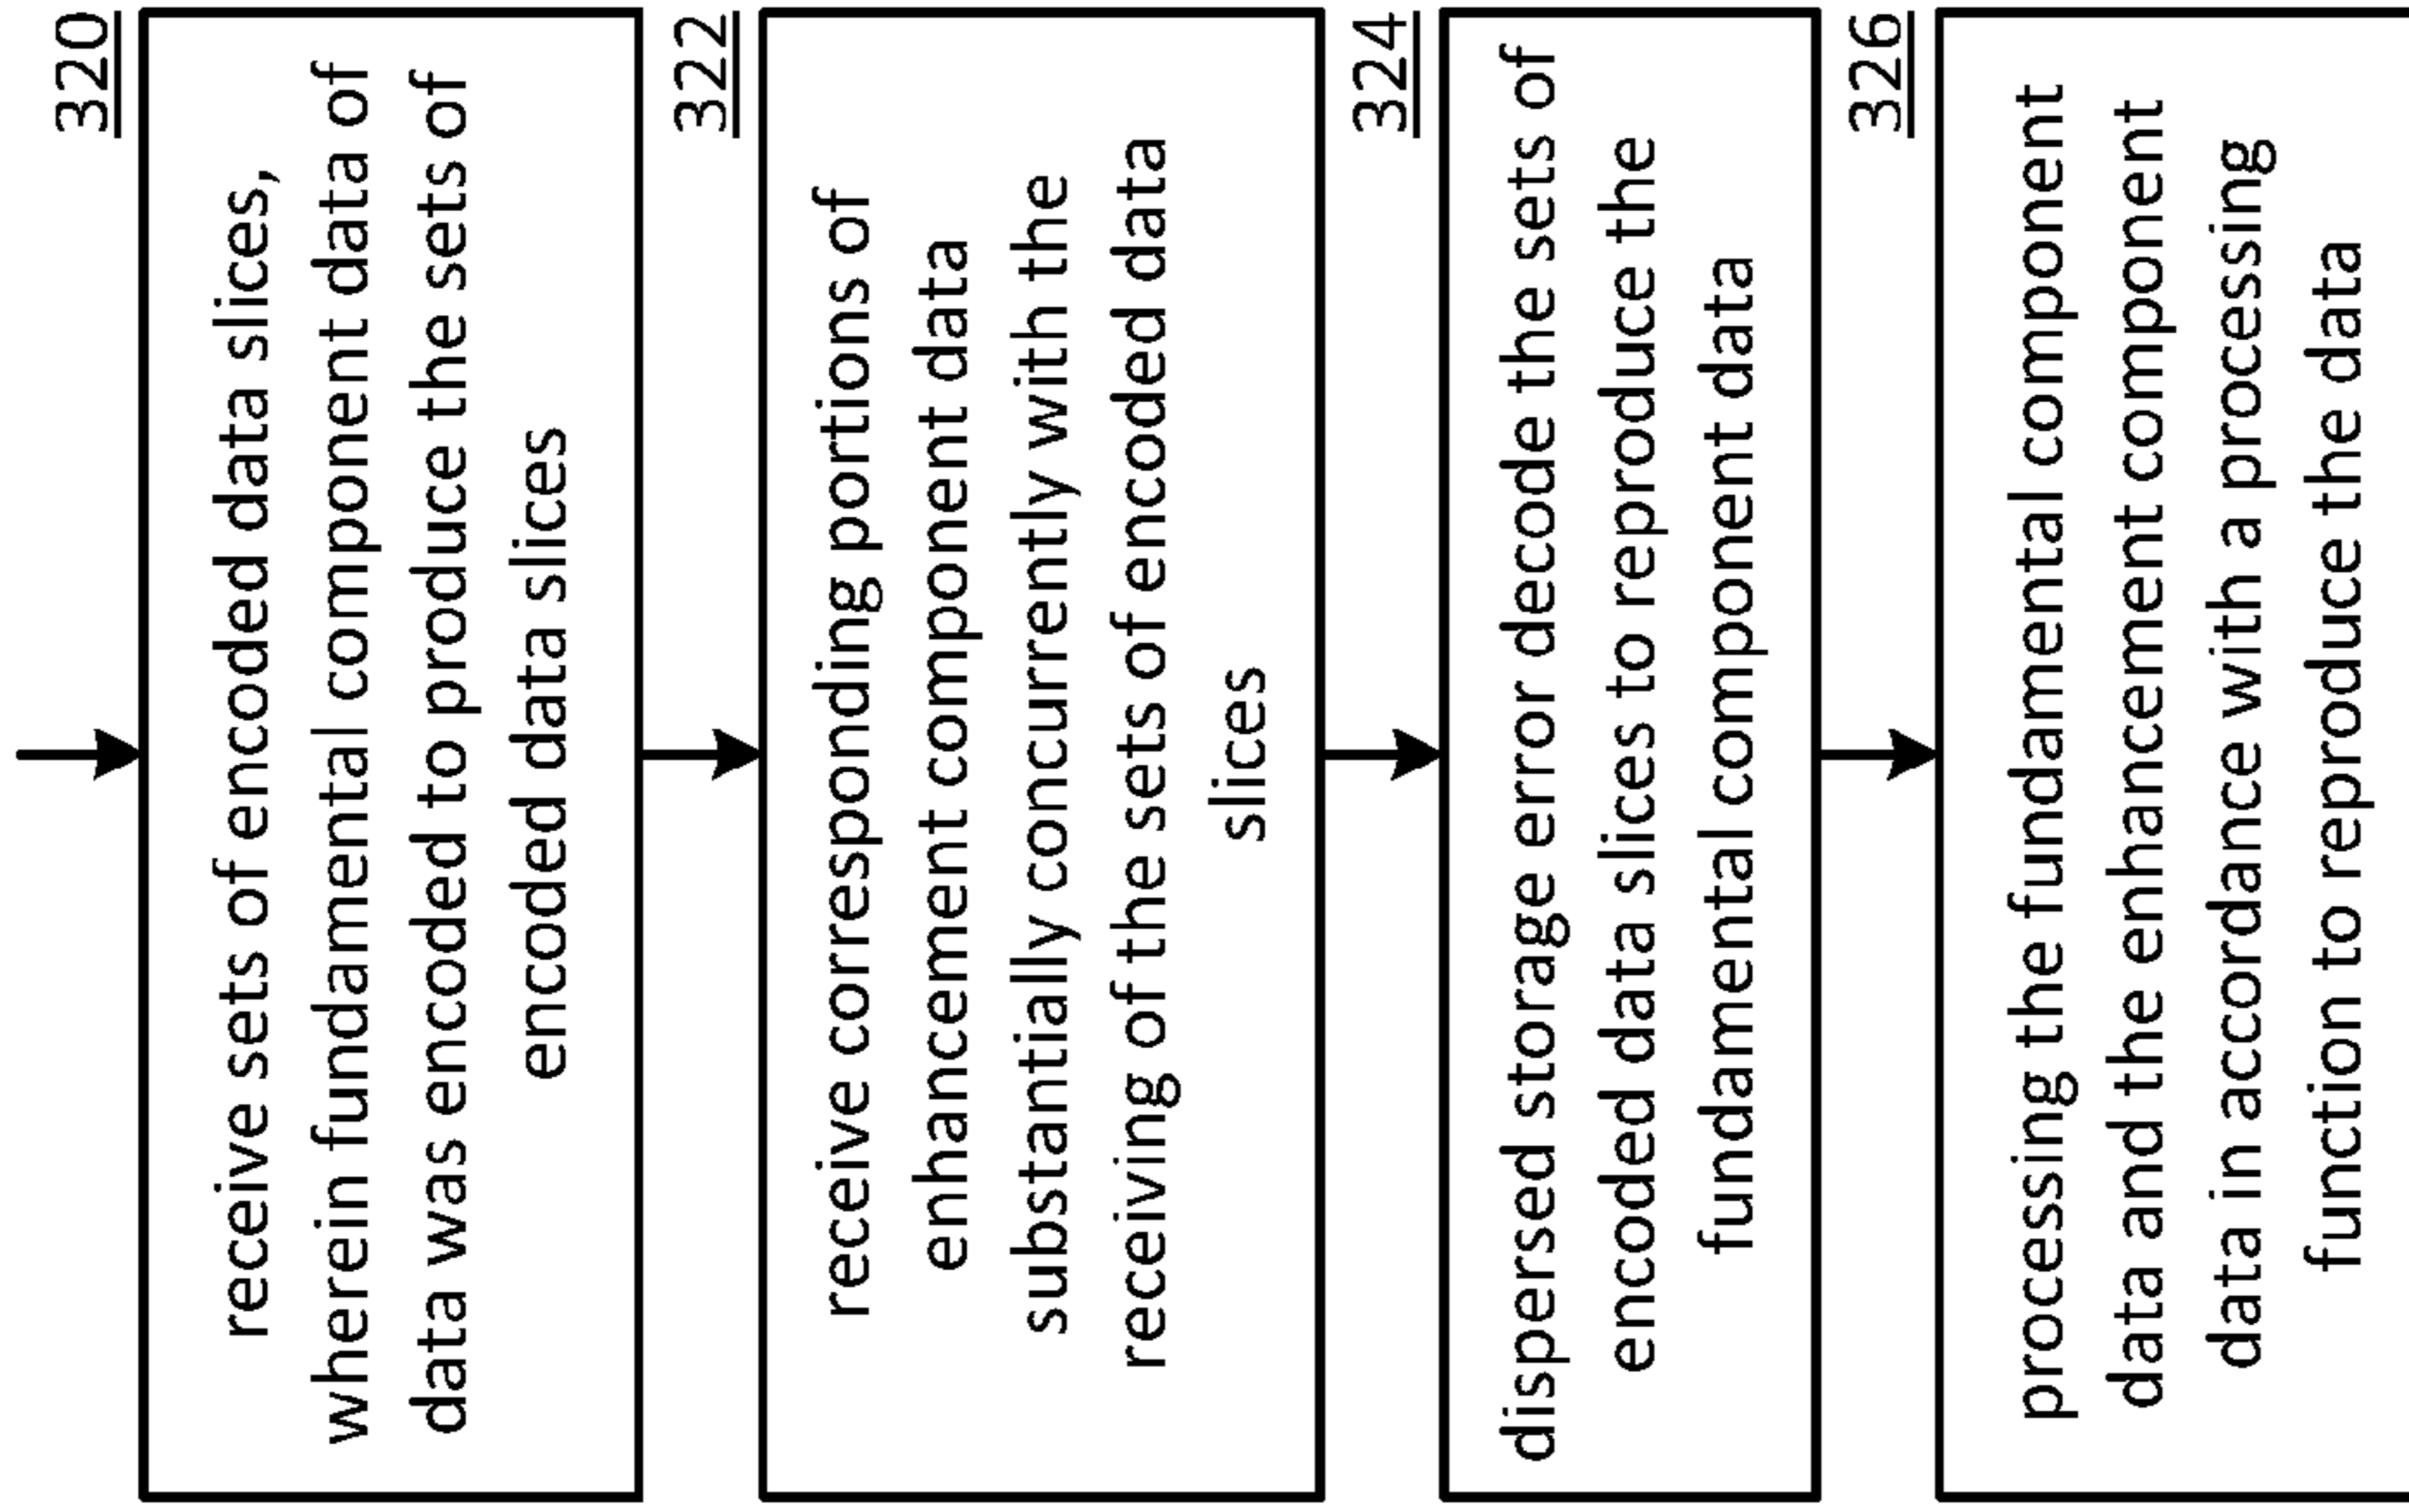 320
receive sets of encoded data slices,
wherein fundamental component data of
data was encoded to produce the sets of
encoded data slices
322
receive corresponding portions of
enhancement component data
substantially concurrently with the
receiving of the sets of encoded data
slices
324
dispersed storage error decode the sets of
encoded data slices to reproduce the
fundamental component data
326
processing the fundamental component
data and the enhancement component
data in accordance with a processing
function to reproduce the data